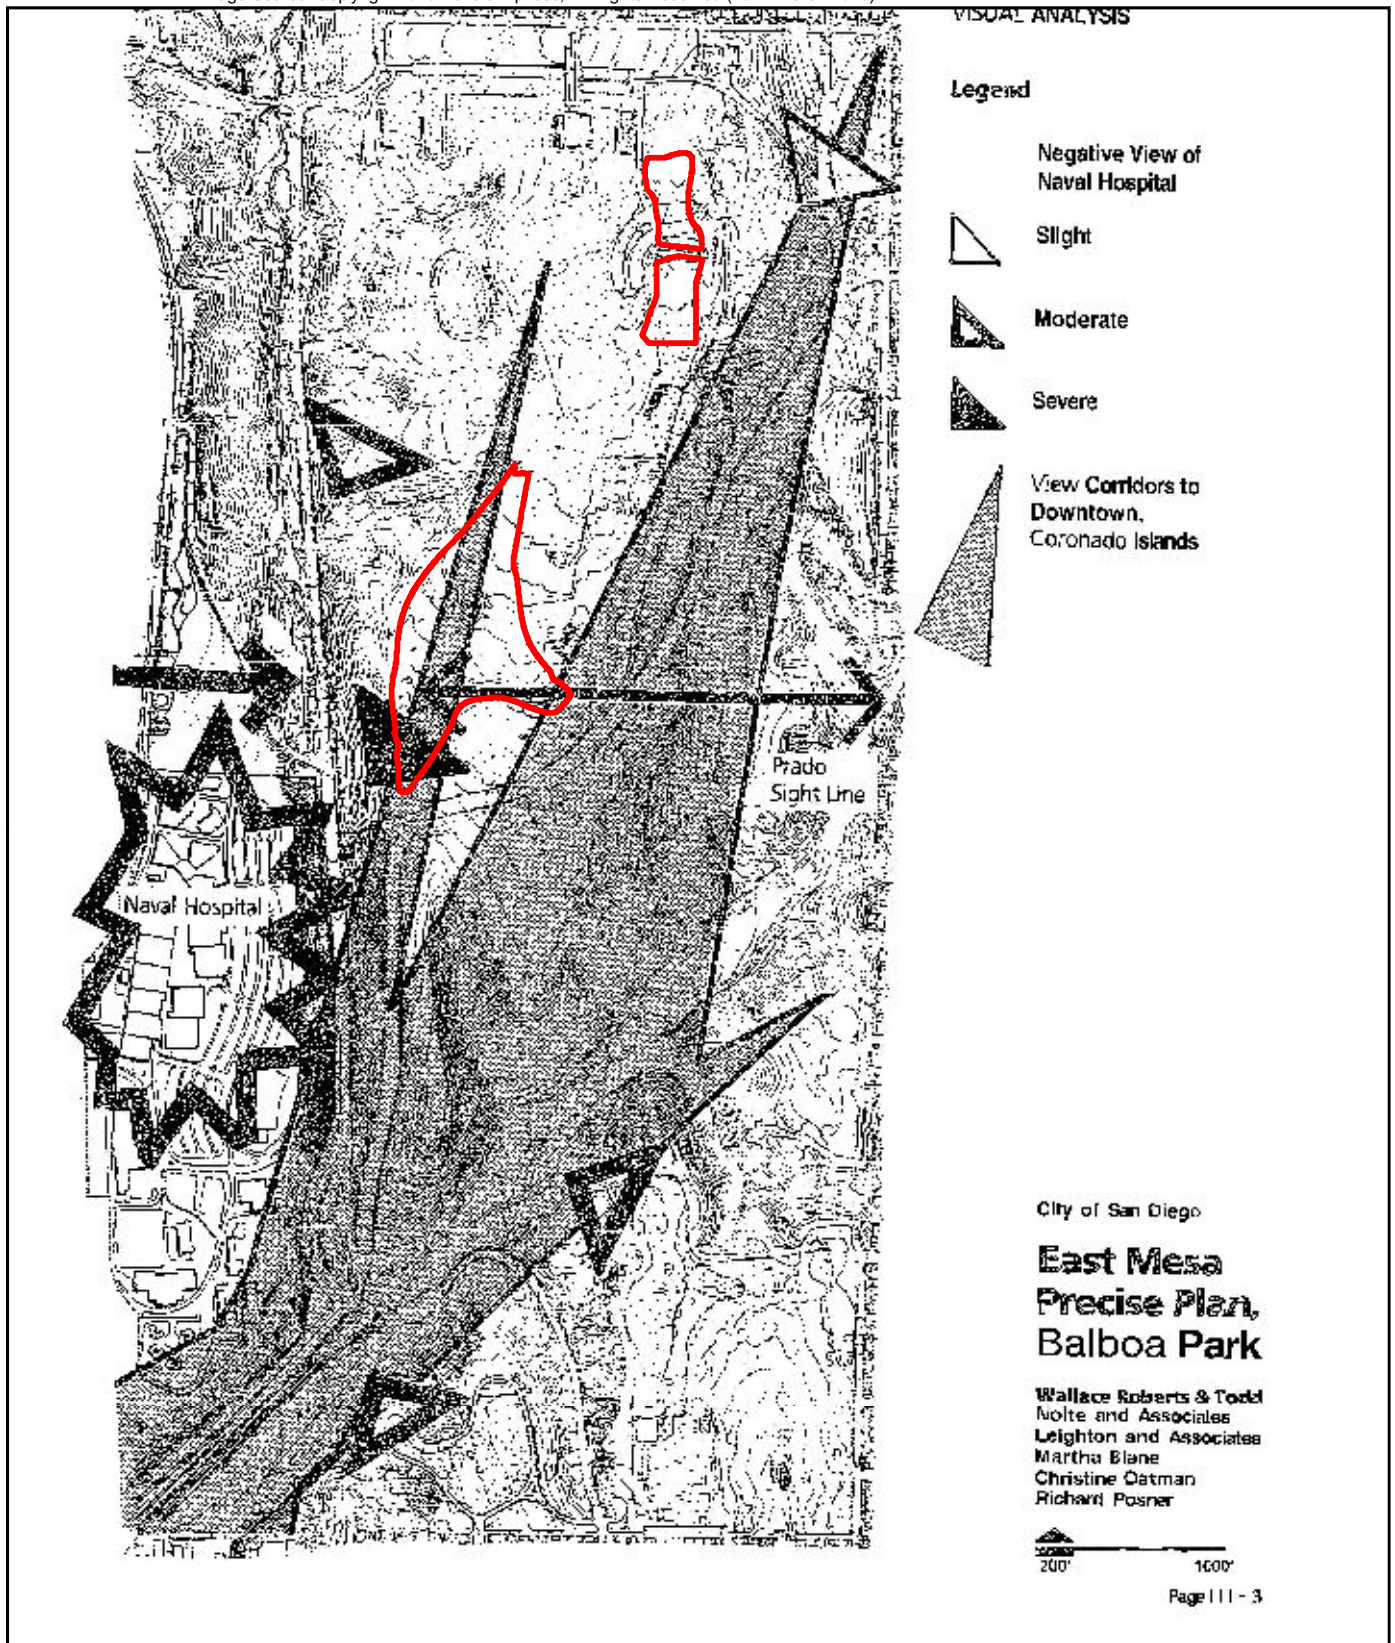 VISUAL ANALYSIS
Legend
Negative View of
Naval Hospital
Slight
Moderate
Severe
View Corridors to
Downtown,
Coronado Islands
Prado
Sight Line
Naval Hospital
City of San Diego
East Mesa
Precise Plan,
Balboa Park
Wallace Roberts & Todd
Nolte and Associates
Leighton and Associates
Martha Blane
Christine Oatman
Richard Posner
200' 1000'
Page III - 3